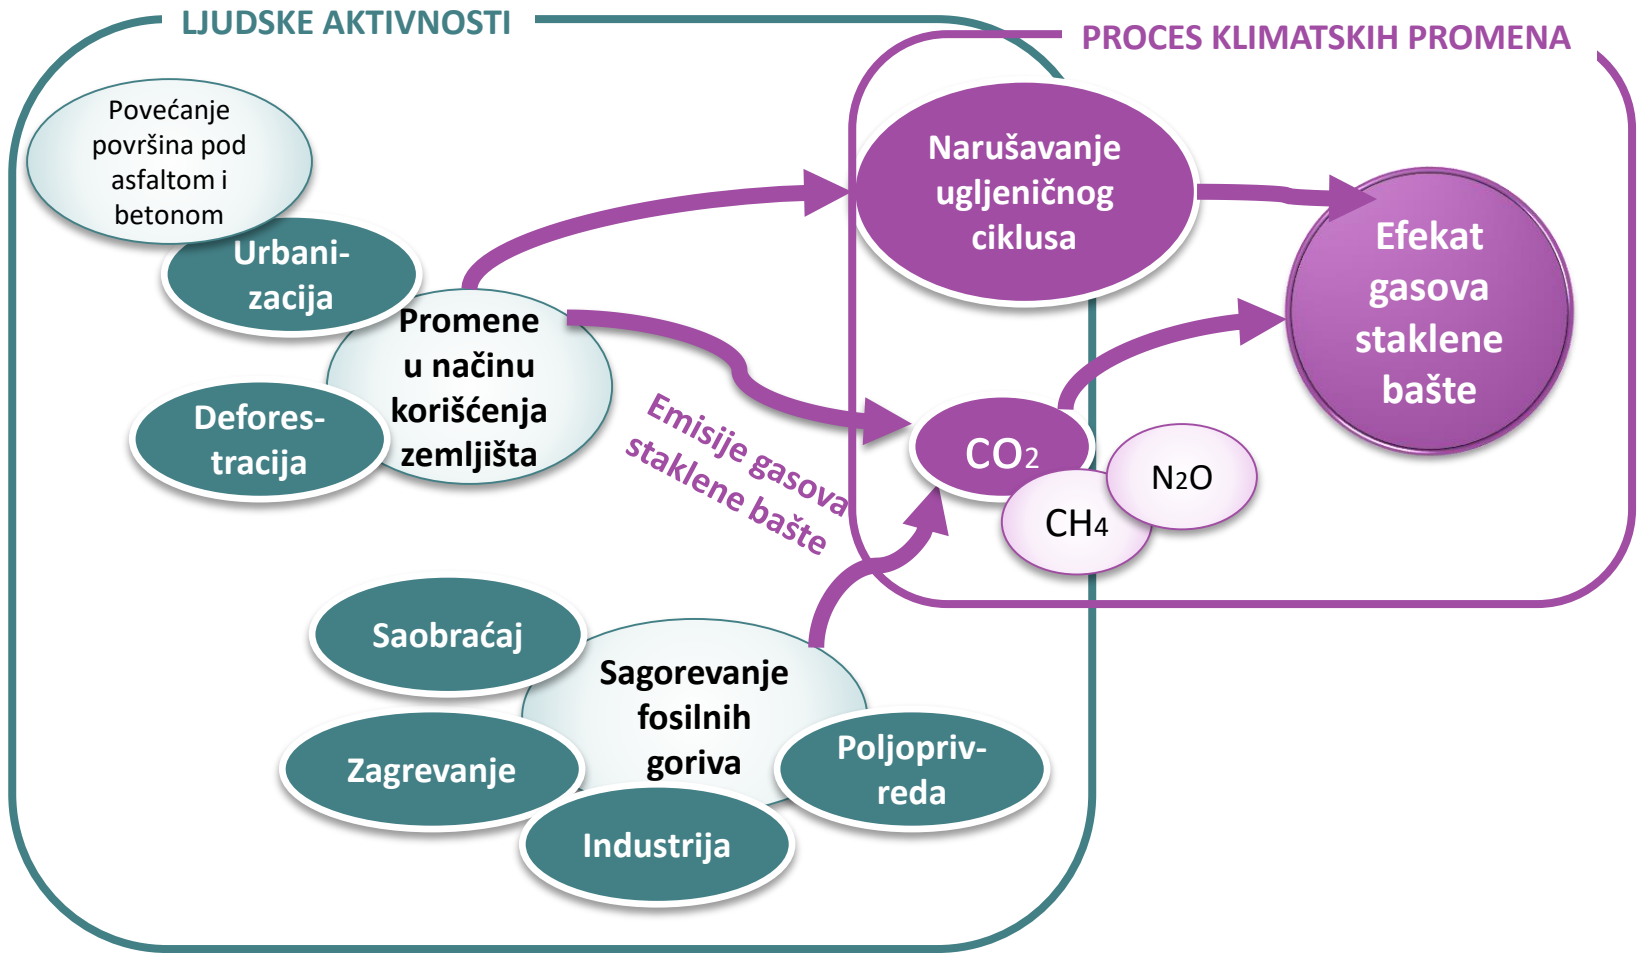 LJUDSKE AKTIVNOSTI
PROCES KLIMATSKIH PROMENA
Povećanje
površina pod
asfaltom i
betonom
Urbani-
zacija
Promene
u načinu
korišćenja
zemljišta
Defores-
tracija
Narušavanje
ugljeničnog
ciklusa
Efekat
gasova
staklene
bašte
Emisije gasova
staklene bašte
CO2
CH4
N2O
Saobraćaj
Sagorevanje
fosilnih
goriva
Zagrevanje
Industrija
Poljopriv-
reda